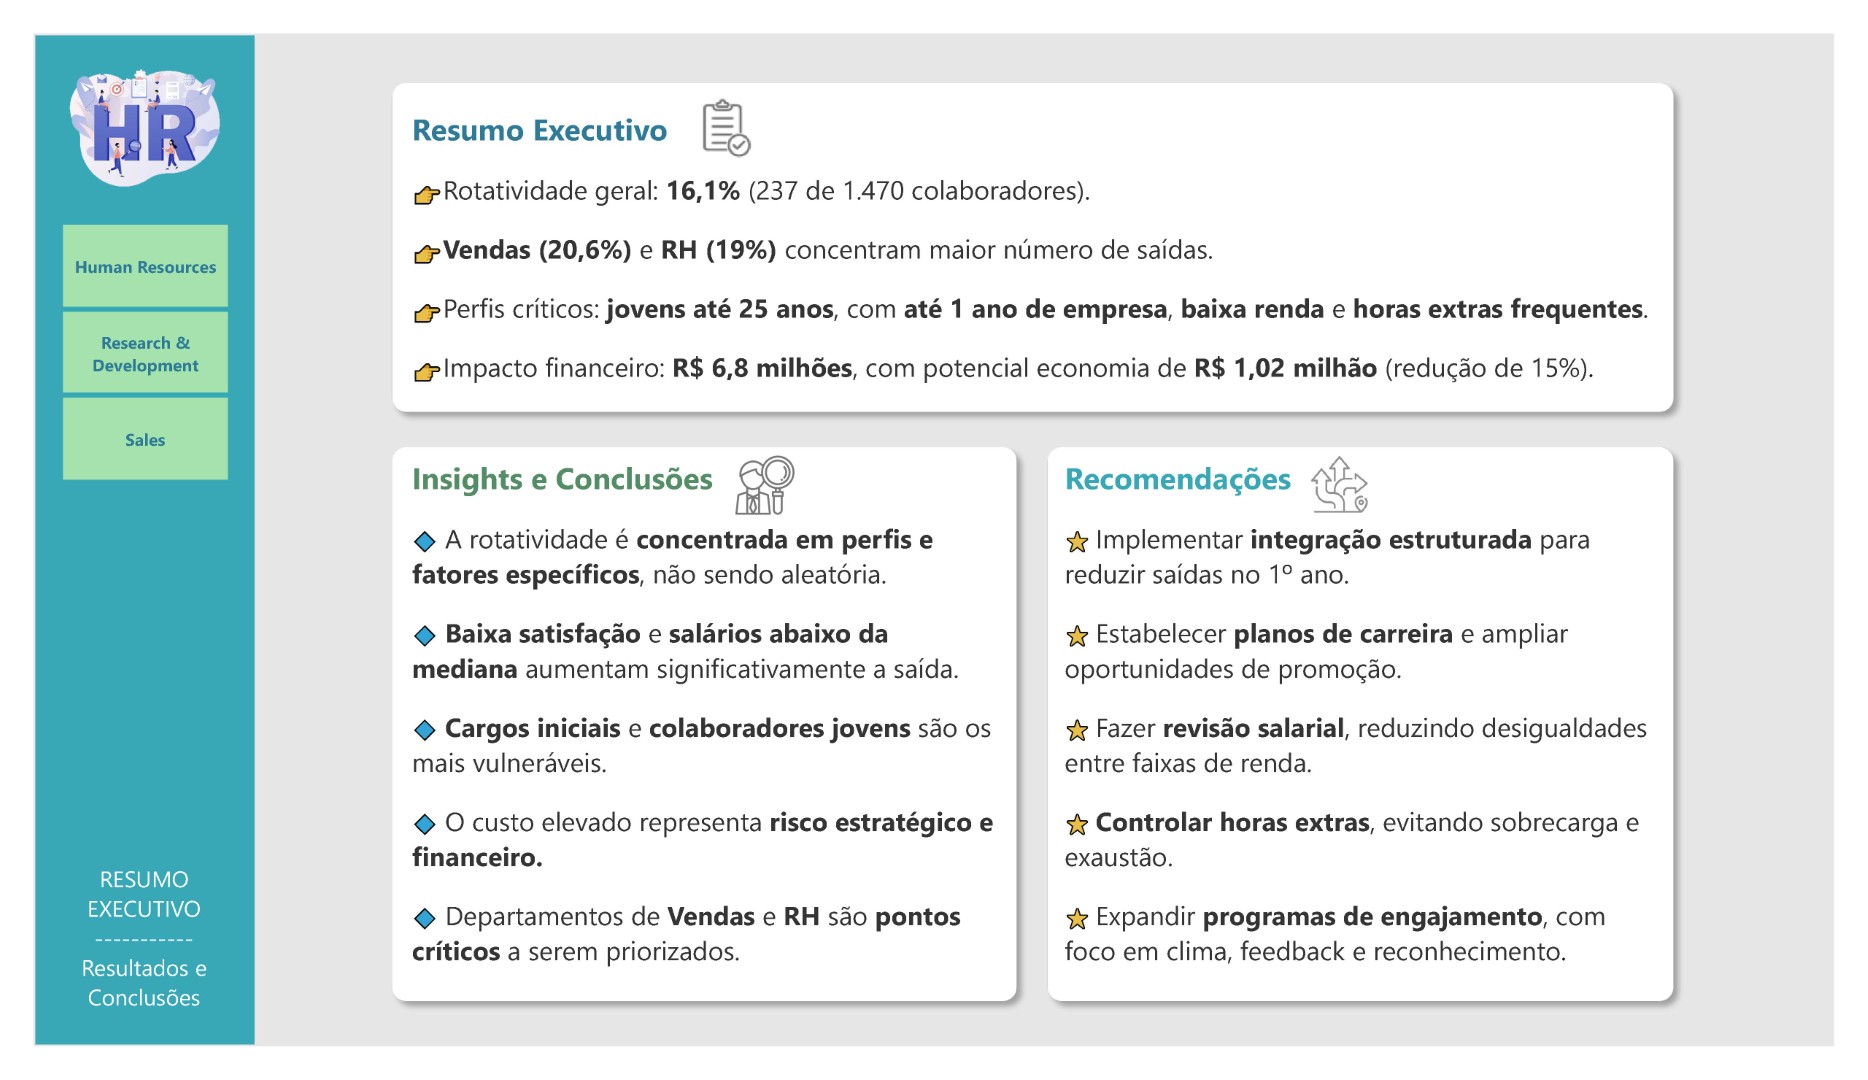 H.R
Human Resources
Research &
Development
Sales
RESUMO
EXECUTIVO
-----------
Resultados e
Conclusões
Resumo Executivo
Rotatividade geral: 16,1% (237 de 1.470 colaboradores).
Vendas (20,6%) e RH (19%) concentram maior número de saídas.
Perfis críticos: jovens até 25 anos, com até 1 ano de empresa, baixa renda e horas extras frequentes.
Impacto financeiro: R$ 6,8 milhões, com potencial economia de R$ 1,02 milhão (redução de 15%).
Insights e Conclusões
A rotatividade é concentrada em perfis e
fatores específicos, não sendo aleatória.
Baixa satisfação e salários abaixo da
mediana aumentam significativamente a saída.
Cargos iniciais e colaboradores jovens são os
mais vulneráveis.
O custo elevado representa risco estratégico e
financeiro.
Departamentos de Vendas e RH são pontos
críticos a serem priorizados.
Recomendações
Implementar integração estruturada para
reduzir saídas no 1º ano.
Estabelecer planos de carreira e ampliar
oportunidades de promoção.
Fazer revisão salarial, reduzindo desigualdades
entre faixas de renda.
Controlar horas extras, evitando sobrecarga e
exaustão.
Expandir programas de engajamento, com
foco em clima, feedback e reconhecimento.